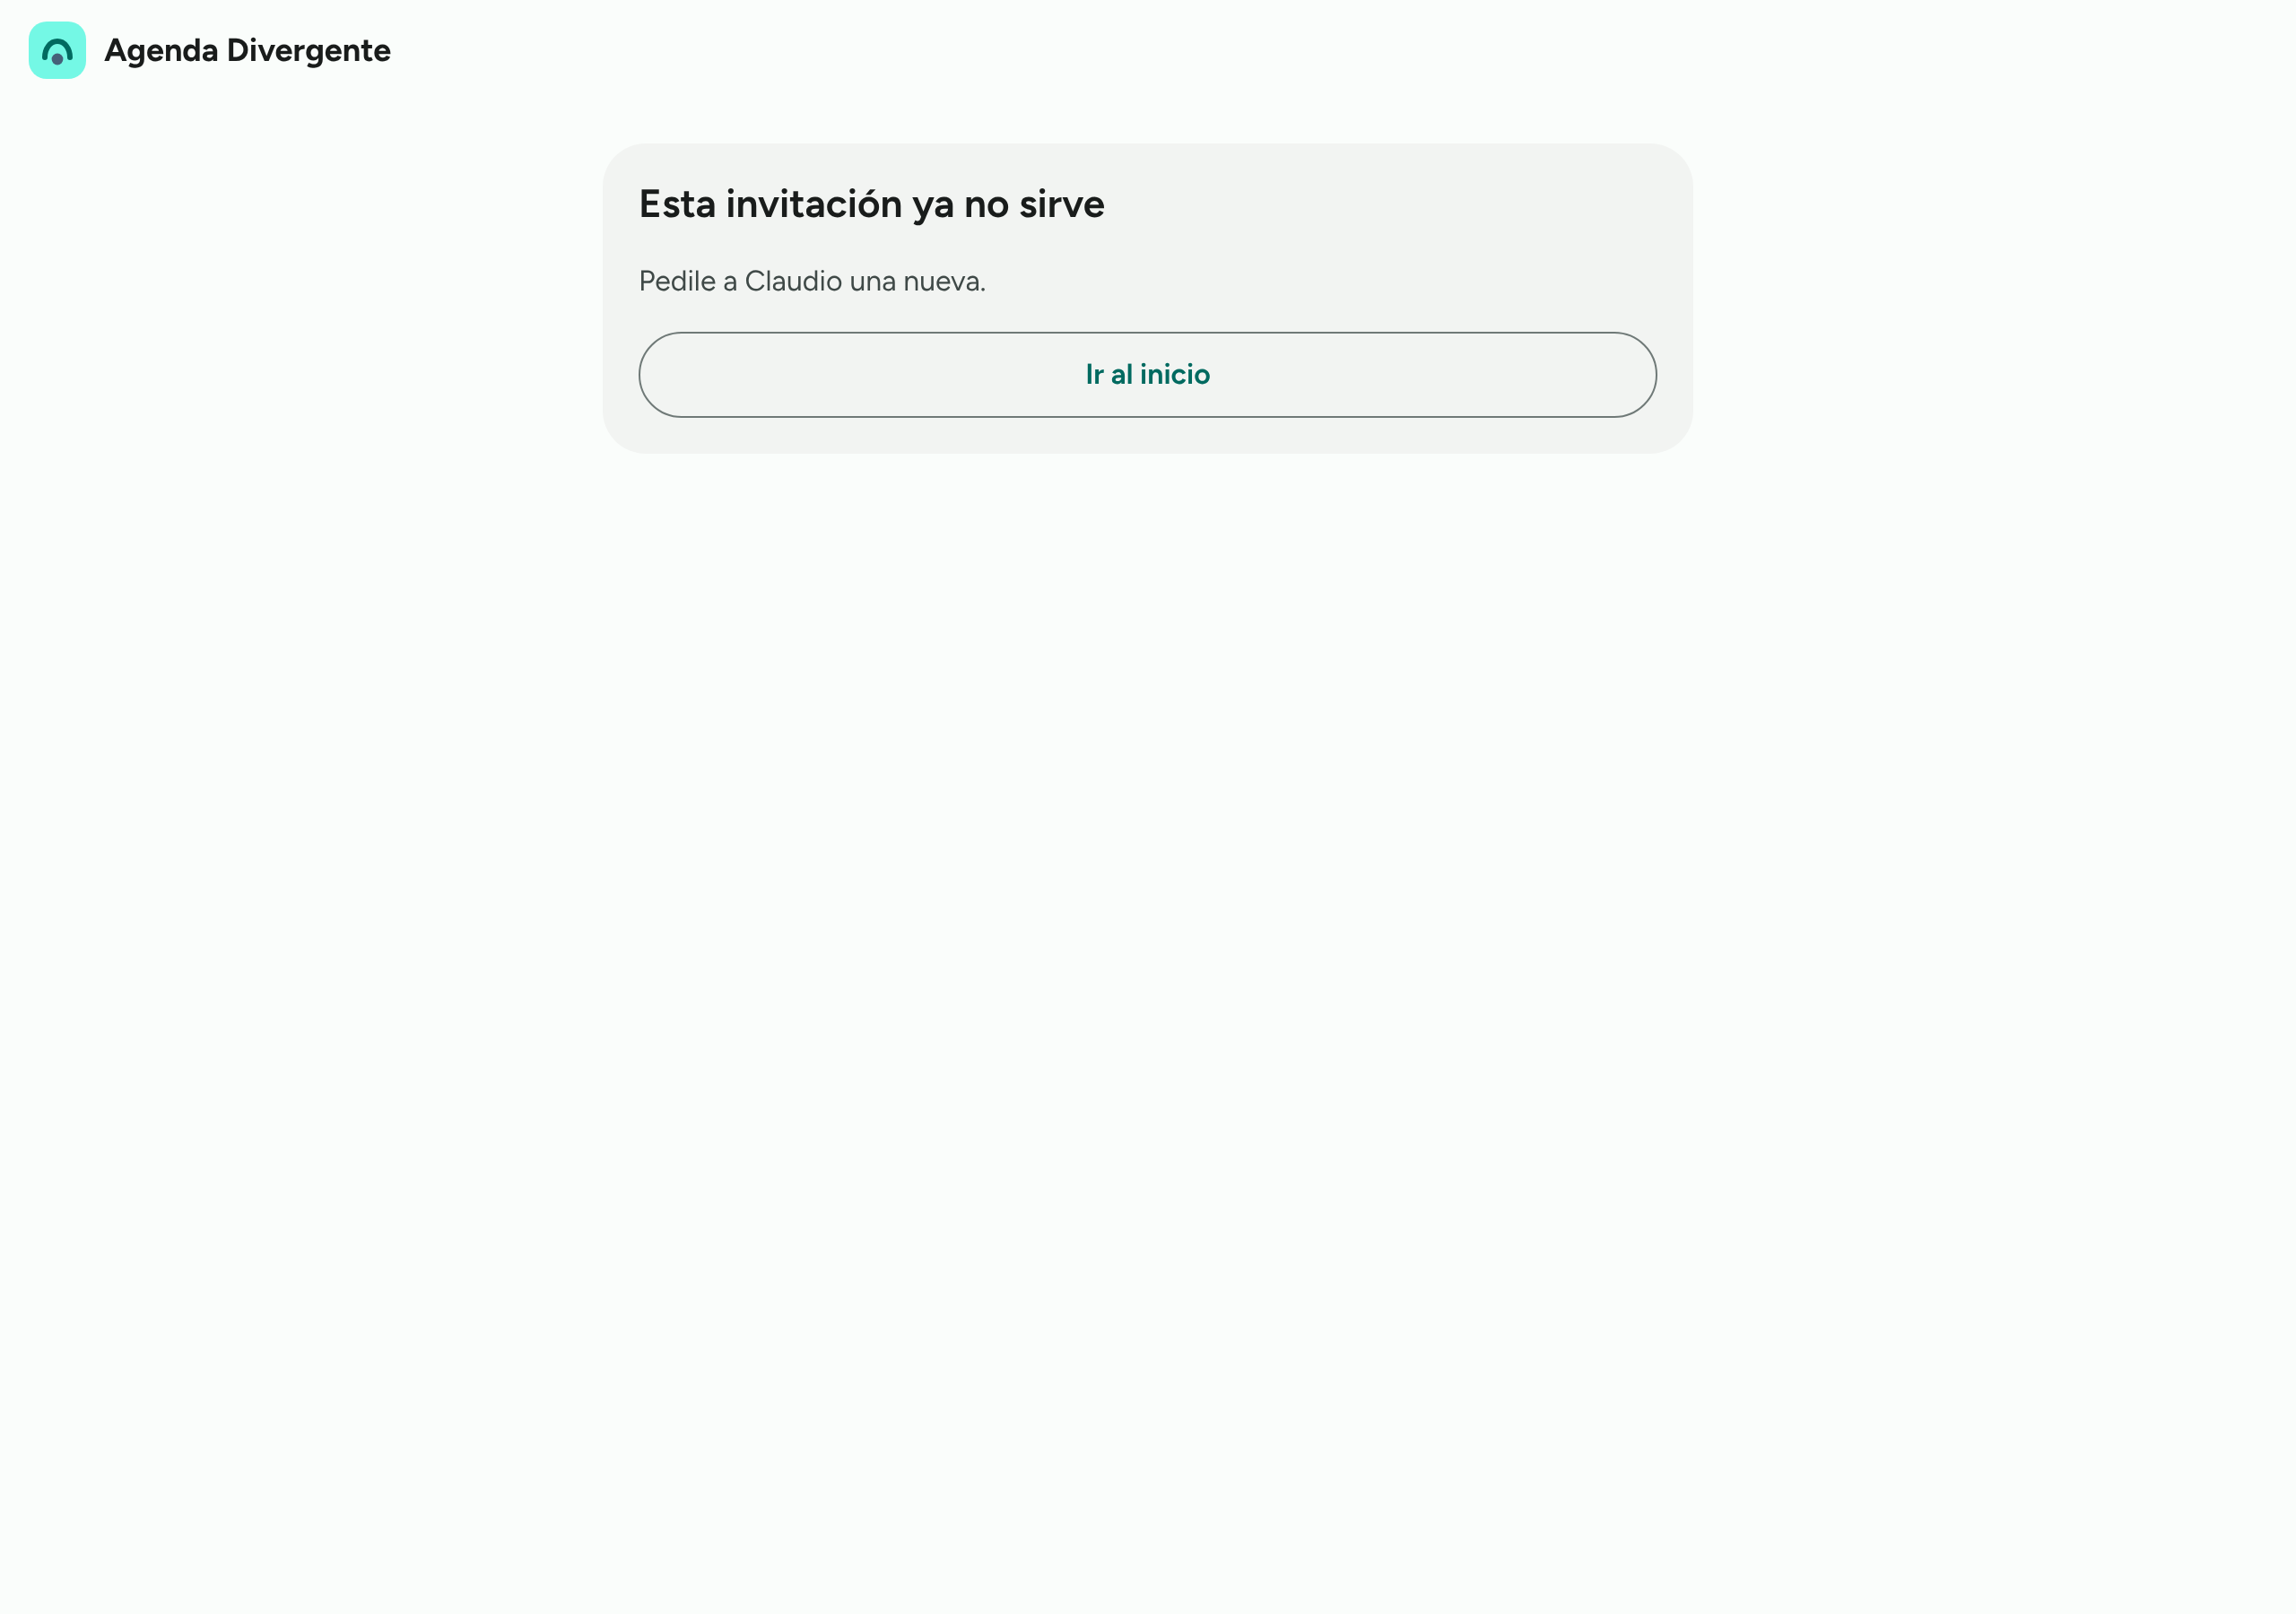 Agenda Divergente
Esta invitación ya no sirve
Pedile a Claudio una nueva.
Ir al inicio